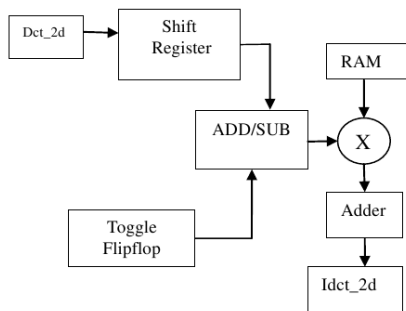 Dct_2d
Shift
Register
RAM
ADD/SUB
X
Toggle
Flipflop
Adder
Idct_2d